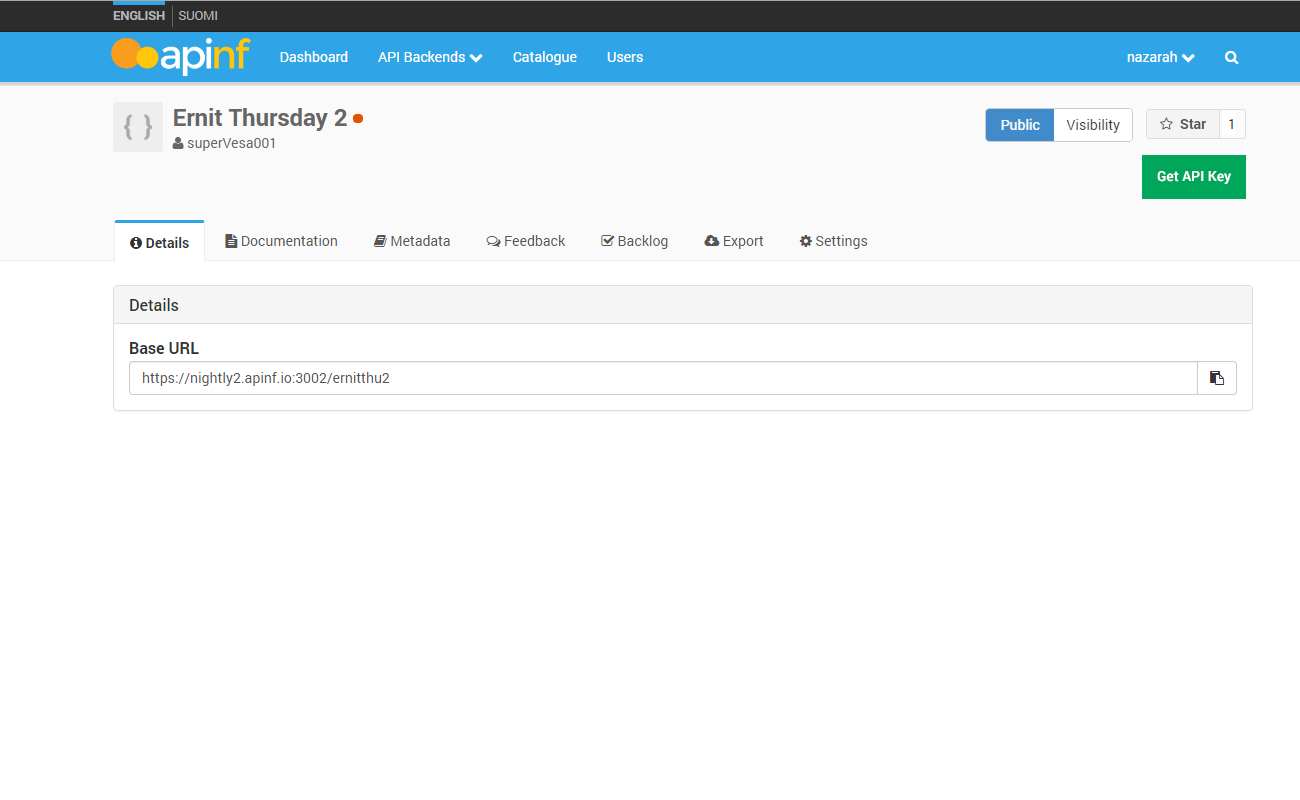 ENGLISH SUOMI
apinf Dashboard API Backends Catalogue Users nazarah
{ } Ernit Thursday 2
superVesa001
Public Visibility Star 1
Get API Key
Details Documentation Metadata Feedback Backlog Export Settings
Details
Base URL
https://nightly2.apinf.io:3002/ernitthu2